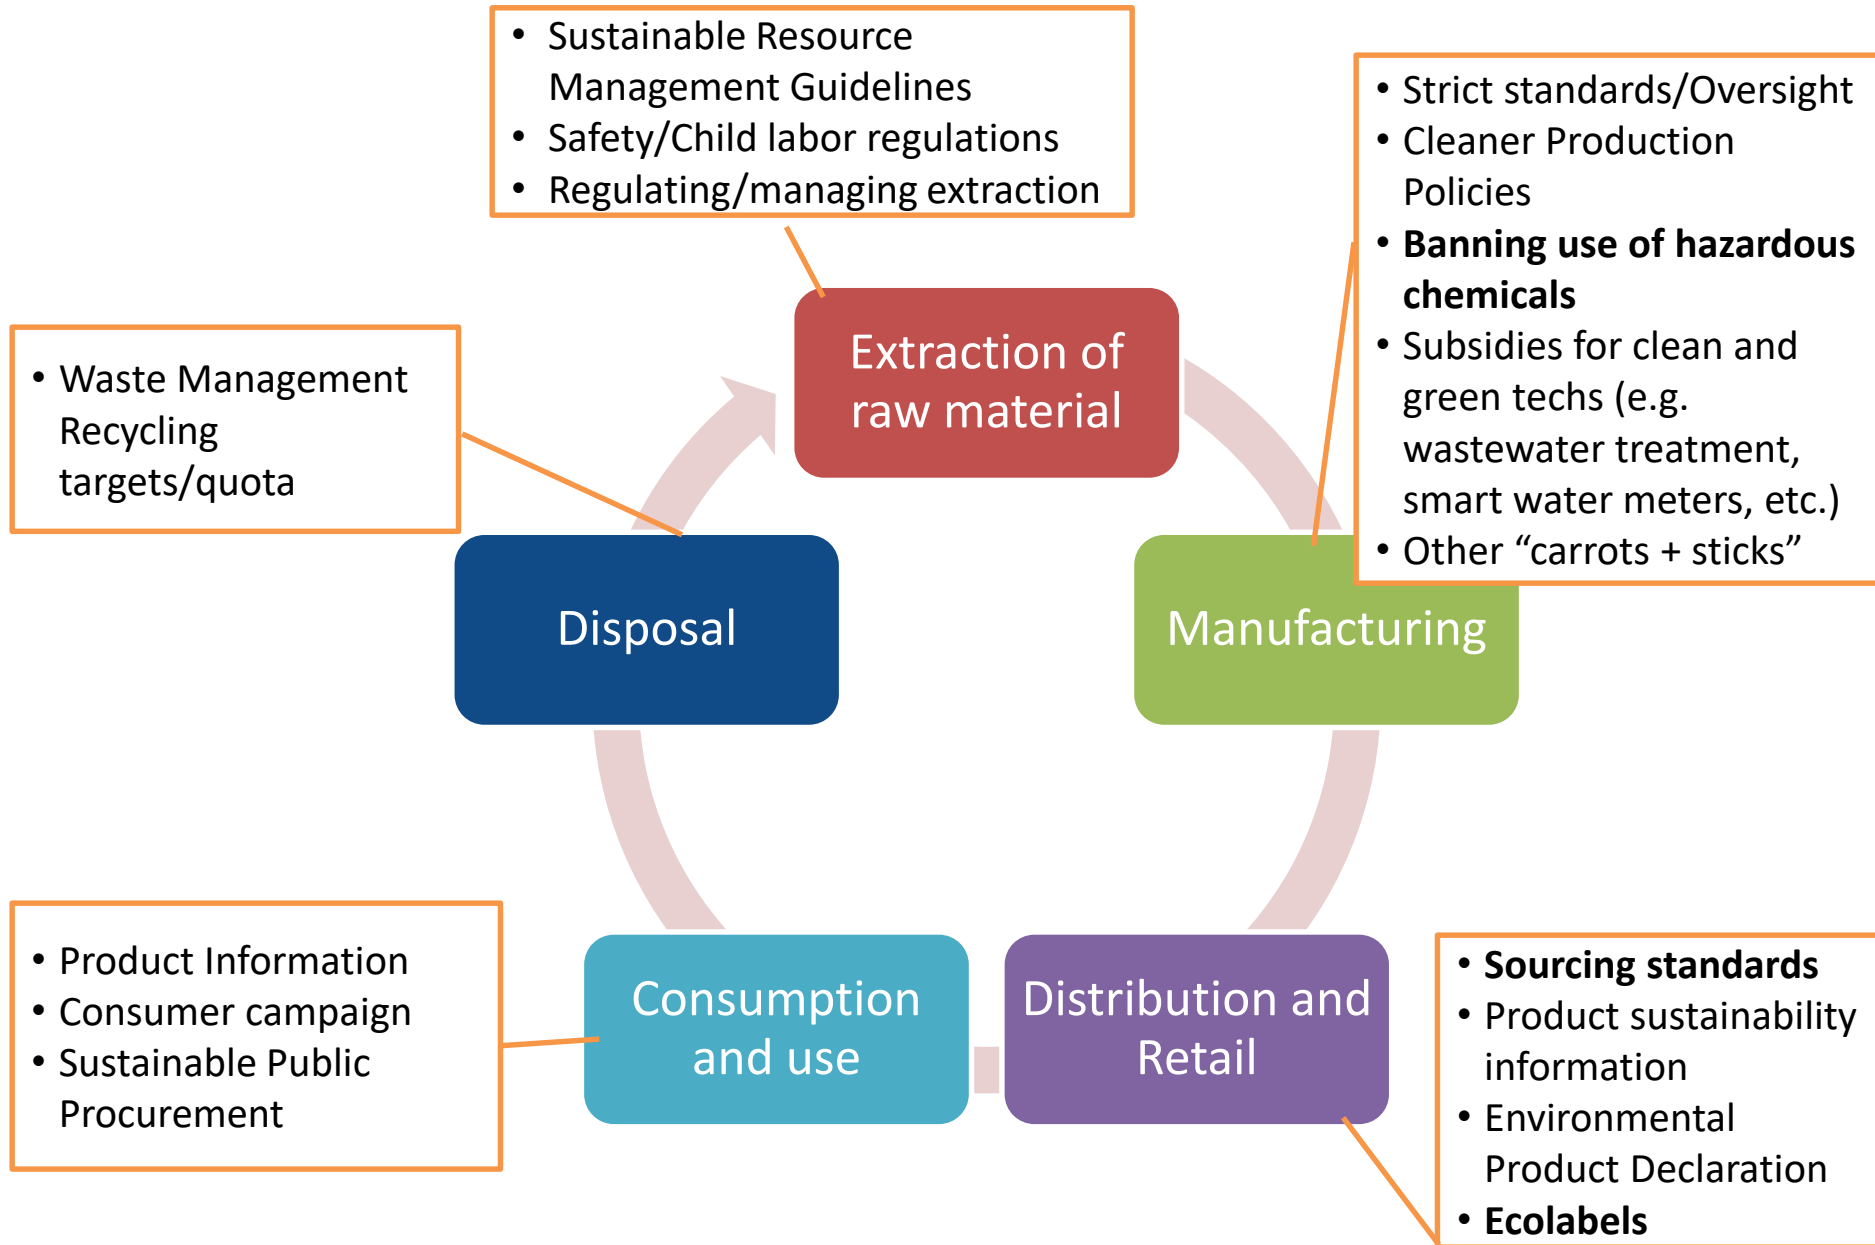 • Sustainable Resource
Management Guidelines
• Safety/Child labor regulations
• Regulating/managing extraction
• Strict standards/Oversight
• Cleaner Production
Policies
• Banning use of hazardous
chemicals
• Subsidies for clean and
green techs (e.g.
wastewater treatment,
smart water meters, etc.)
• Other “carrots + sticks”
Extraction of
raw material
• Waste Management
Recycling
targets/quota
Disposal
Manufacturing
• Product Information
• Consumer campaign
• Sustainable Public
Procurement
Consumption
and use
Distribution and
Retail
• Sourcing standards
• Product sustainability
information
• Environmental
Product Declaration
• Ecolabels